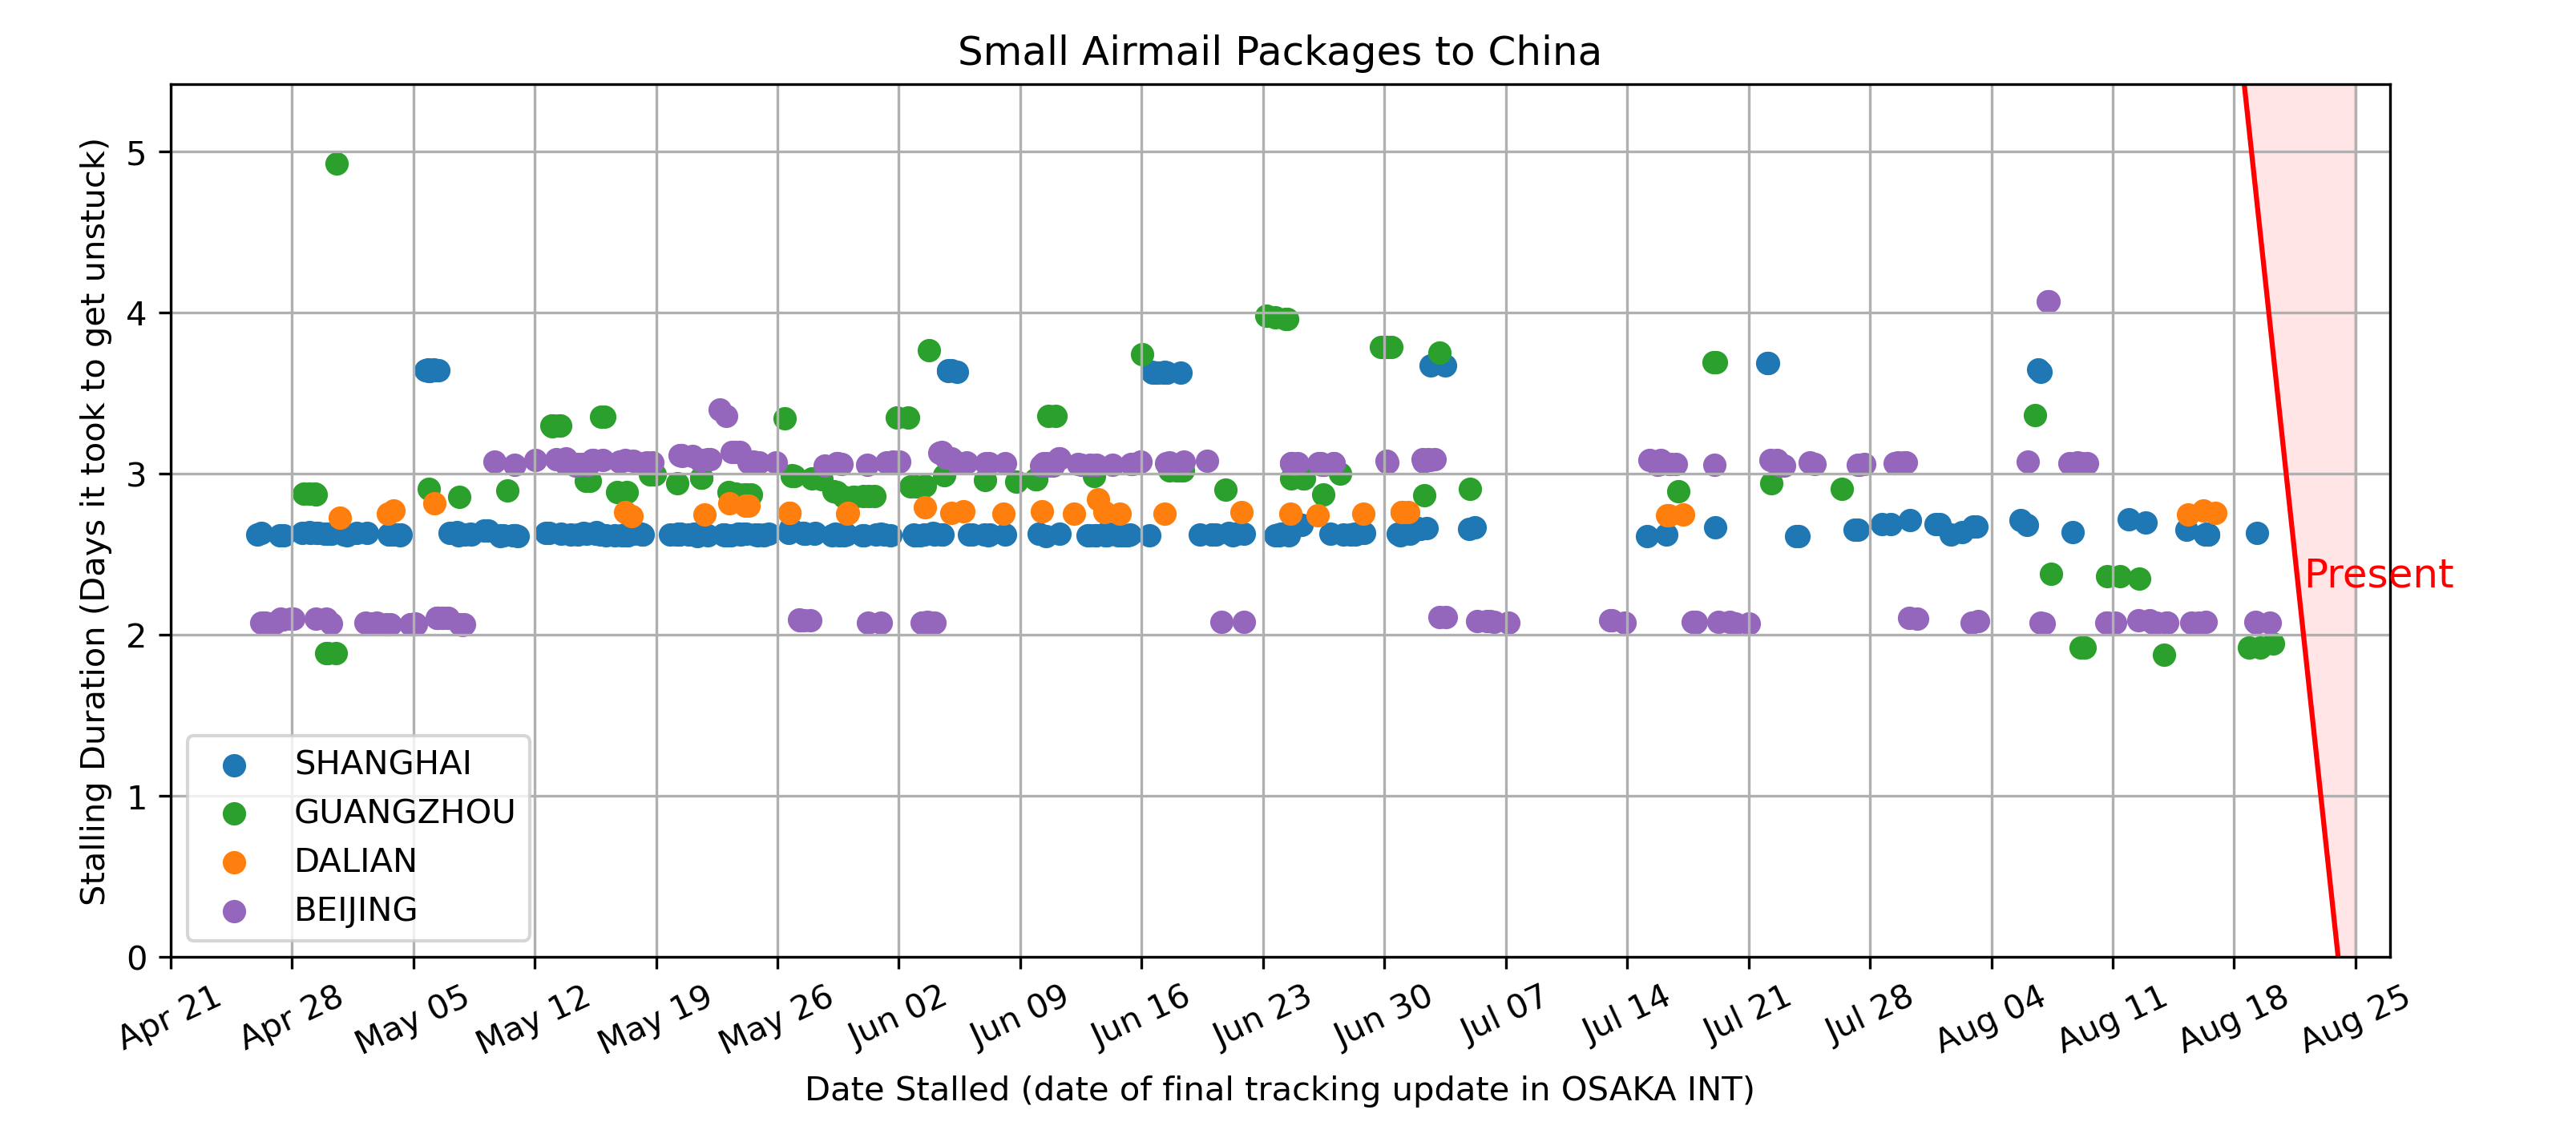 Small Airmail Packages to China
Stalling Duration (Days it took to get unstuck)
5
4
3
2
1
0
Present
SHANGHAI
GUANGZHOU
DALIAN
BEIJING
Apr 21
Apr 28
May 05
May 12
May 19
May 26
Jun 02
Jun 09
Jun 16
Jun 23
Jun 30
Jul 07
Jul 14
Jul 21
Jul 28
Aug 04
Aug 11
Aug 18
Aug 25
Date Stalled (date of final tracking update in OSAKA INT)